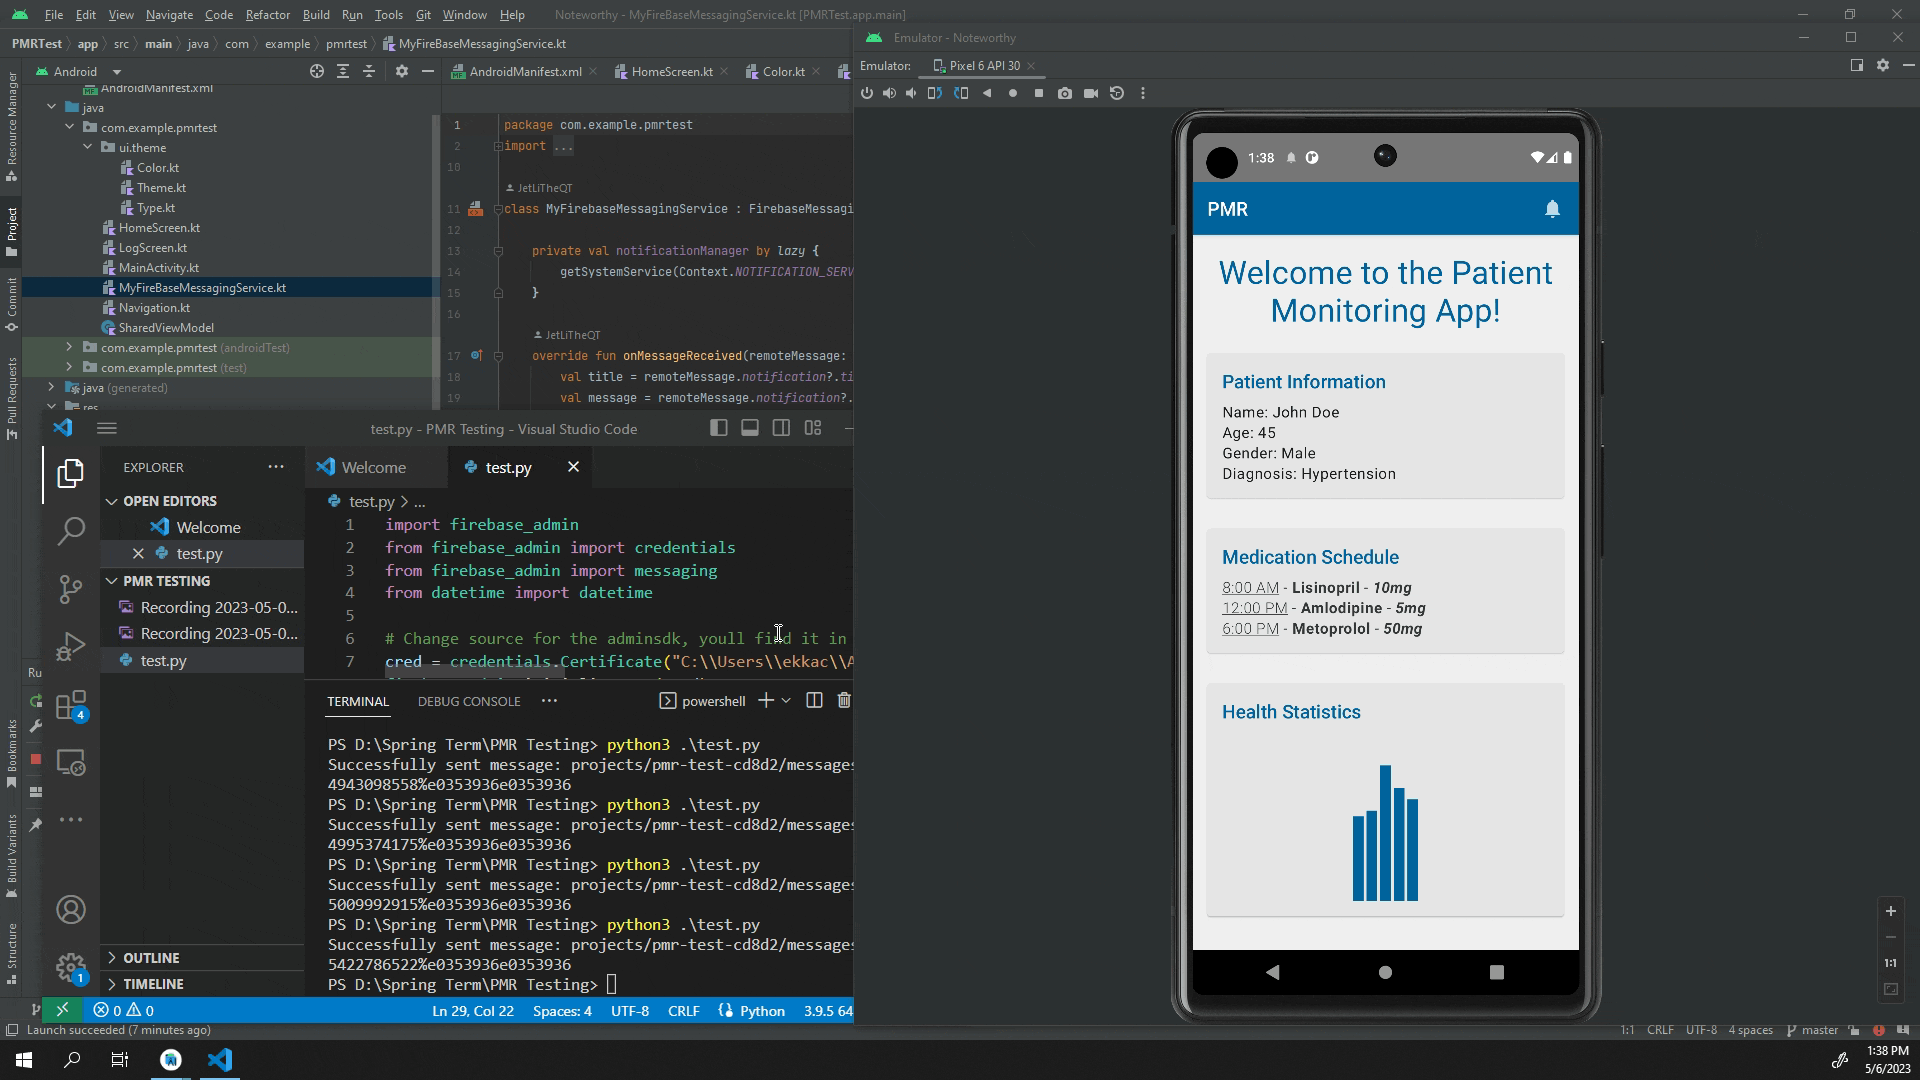 File Edit View Navigate Code Refactor Build Run Tools Git Window Help Noteworthy - MyFireBaseMessagingService.kt [PMRTest.app.main]
PMRTest app src main java com example pmrtest MyFireBaseMessagingService.kt
Android
AndroidManifest.xml HomeScreen.kt Color.kt
Resource Manager
Project
Commit
Pull Requests
Bookmarks
Build Variants
Structure
AndroidManifest.xml
java
com.example.pmrtest
ui.theme
Color.kt
Theme.kt
Type.kt
HomeScreen.kt
LogScreen.kt
MainActivity.kt
MyFireBaseMessagingService.kt
Navigation.kt
SharedViewModel
com.example.pmrtest (androidTest)
com.example.pmrtest (test)
java (generated)
res
Ru
1 package com.example.pmrtest
2 import ...
10
JetLiTheQT
11 class MyFirebaseMessagingService : FirebaseMessagi
12
13 private val notificationManager by lazy {
14 getSystemService(Context.NOTIFICATION_SERV
15 }
16
JetLiTheQT
17 override fun onMessageReceived(remoteMessage:
18 val title = remoteMessage.notification?.ti
19 val message = remoteMessage.notification?.
test.py - PMR Testing - Visual Studio Code
EXPLORER
OPEN EDITORS
Welcome
test.py
PMR TESTING
Recording 2023-05-0...
Recording 2023-05-0...
test.py
OUTLINE
TIMELINE
4
1
Welcome test.py
test.py > ...
1 import firebase_admin
2 from firebase_admin import credentials
3 from firebase_admin import messaging
4 from datetime import datetime
5
6 # Change source for the adminsdk, youll find it in
7 cred = credentials.Certificate("C:\\Users\\ekkac\\A
TERMINAL DEBUG CONSOLE powershell
PS D:\Spring Term\PMR Testing> python3 .\test.py
Successfully sent message: projects/pmr-test-cd8d2/messages
4943098558%e0353936e0353936
PS D:\Spring Term\PMR Testing> python3 .\test.py
Successfully sent message: projects/pmr-test-cd8d2/messages
4995374175%e0353936e0353936
PS D:\Spring Term\PMR Testing> python3 .\test.py
Successfully sent message: projects/pmr-test-cd8d2/messages
5009992915%e0353936e0353936
PS D:\Spring Term\PMR Testing> python3 .\test.py
Successfully sent message: projects/pmr-test-cd8d2/messages
5422786522%e0353936e0353936
PS D:\Spring Term\PMR Testing>
0 0 Ln 29, Col 22 Spaces: 4 UTF-8 CRLF Python 3.9.5 64
Launch succeeded (7 minutes ago)
Emulator - Noteworthy
Emulator: Pixel 6 API 30
1:38
PMR
Welcome to the Patient
Monitoring App!
Patient Information
Name: John Doe
Age: 45
Gender: Male
Diagnosis: Hypertension
Medication Schedule
8:00 AM - Lisinopril - 10mg
12:00 PM - Amlodipine - 5mg
6:00 PM - Metoprolol - 50mg
Health Statistics
1:1
1:1 CRLF UTF-8 4 spaces master
1:38 PM
5/6/2023